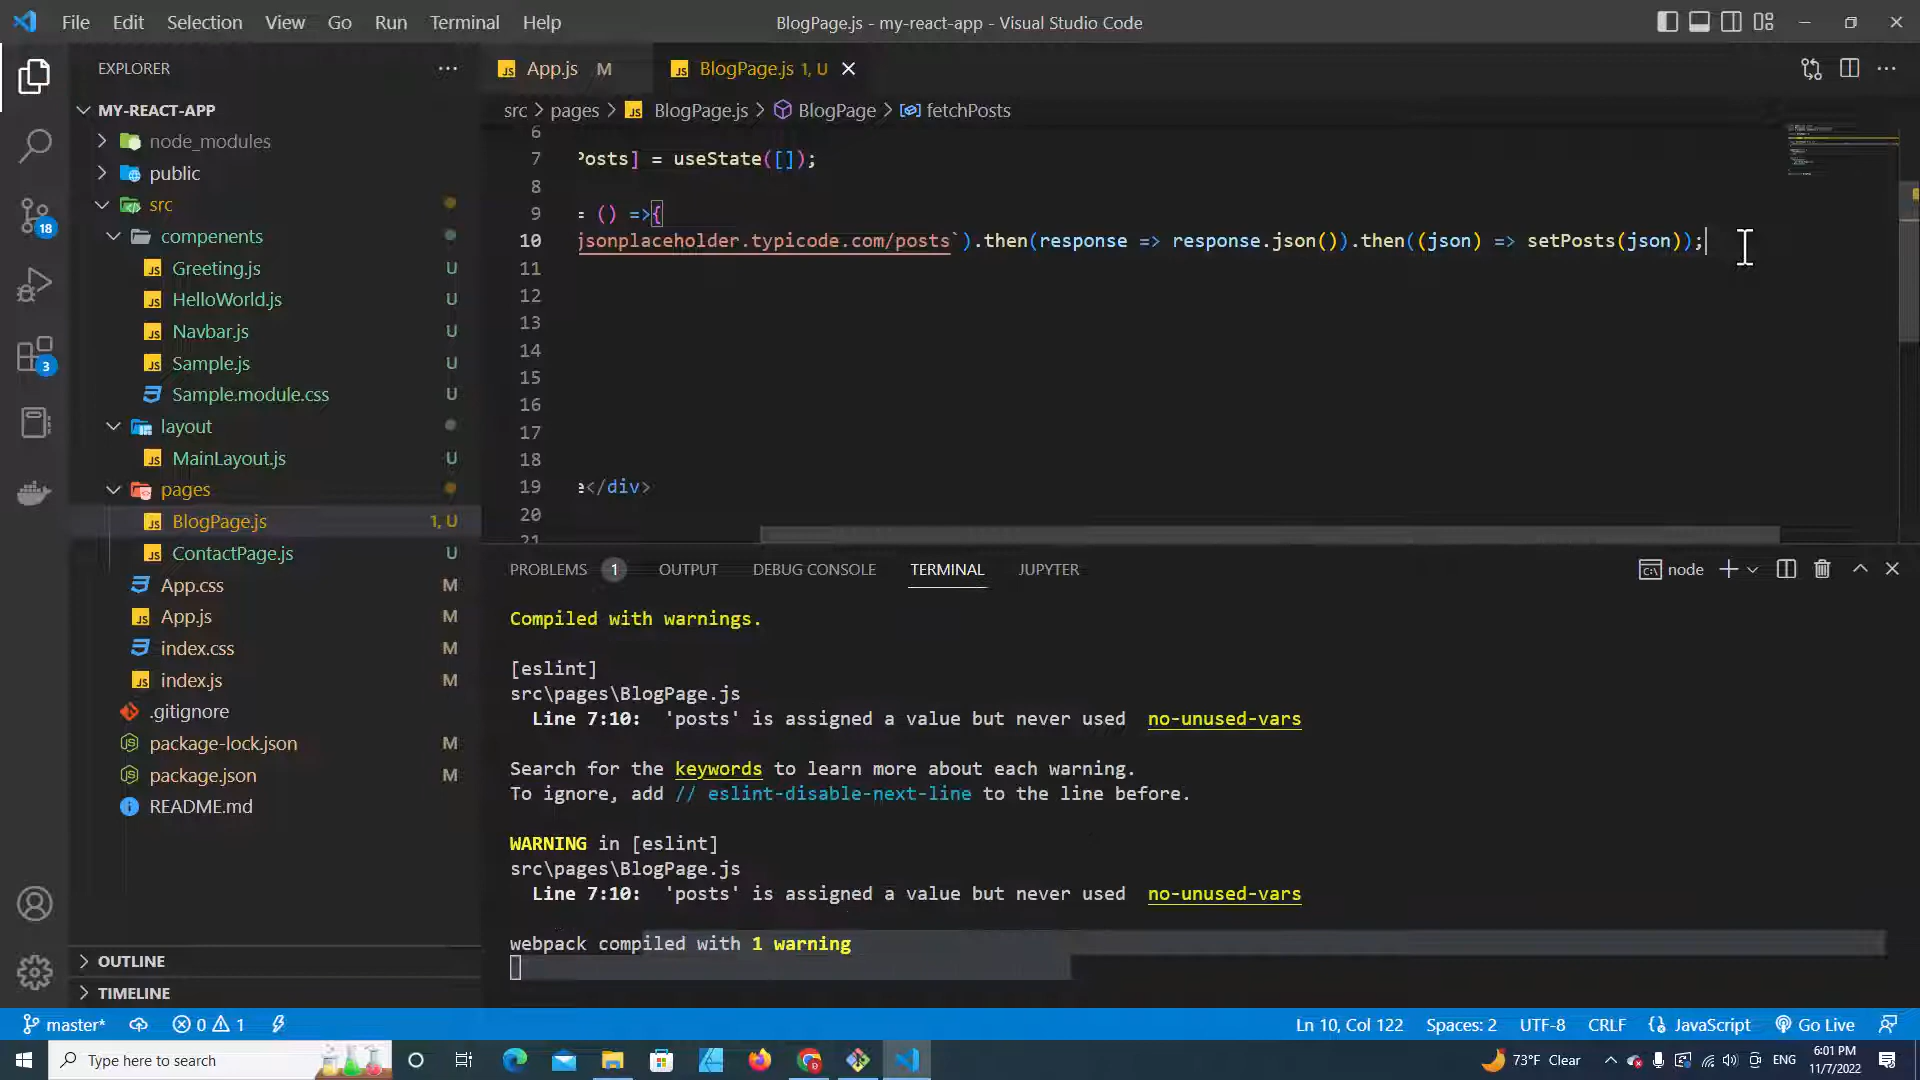 File Edit Selection View Go Run Terminal Help
BlogPage.js - my-react-app - Visual Studio Code
EXPLORER
MY-REACT-APP
node_modules
public
src
compenents
Greeting.js U
HelloWorld.js U
Navbar.js U
Sample.js U
Sample.module.css U
layout
MainLayout.js U
pages
BlogPage.js 1, U
ContactPage.js U
App.css M
App.js M
index.css M
index.js M
.gitignore
package-lock.json M
package.json M
README.md
OUTLINE
TIMELINE
18
3
App.js M
BlogPage.js 1, U
src > pages > BlogPage.js > BlogPage > fetchPosts
6
7 Posts] = useState([]);
8
9 = () =>{
10 jsonplaceholder.typicode.com/posts`).then(response => response.json()).then((json) => setPosts(json));
11
12
13
14
15
16
17
18
19 e</div>
20
21
PROBLEMS 1 OUTPUT DEBUG CONSOLE TERMINAL JUPYTER
node
Compiled with warnings.
[eslint]
src\pages\BlogPage.js
Line 7:10: 'posts' is assigned a value but never used no-unused-vars
Search for the keywords to learn more about each warning.
To ignore, add // eslint-disable-next-line to the line before.
WARNING in [eslint]
src\pages\BlogPage.js
Line 7:10: 'posts' is assigned a value but never used no-unused-vars
webpack compiled with 1 warning
master* 0 1
Ln 10, Col 122 Spaces: 2 UTF-8 CRLF JavaScript Go Live
Type here to search
73°F Clear
ENG
6:01 PM
11/7/2022